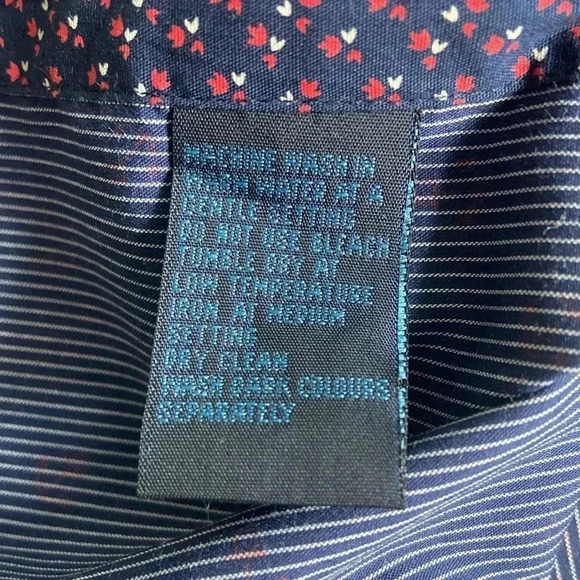 MACHINE WASH IN
WARM WATER AT A
GENTLE SETTING
DO NOT USE BLEACH
TUMBLE DRY AT
LOW TEMPERATURE
IRON AT MEDIUM
SETTING
DRY CLEAN
WASH DARK COLOURS
SEPARATELY